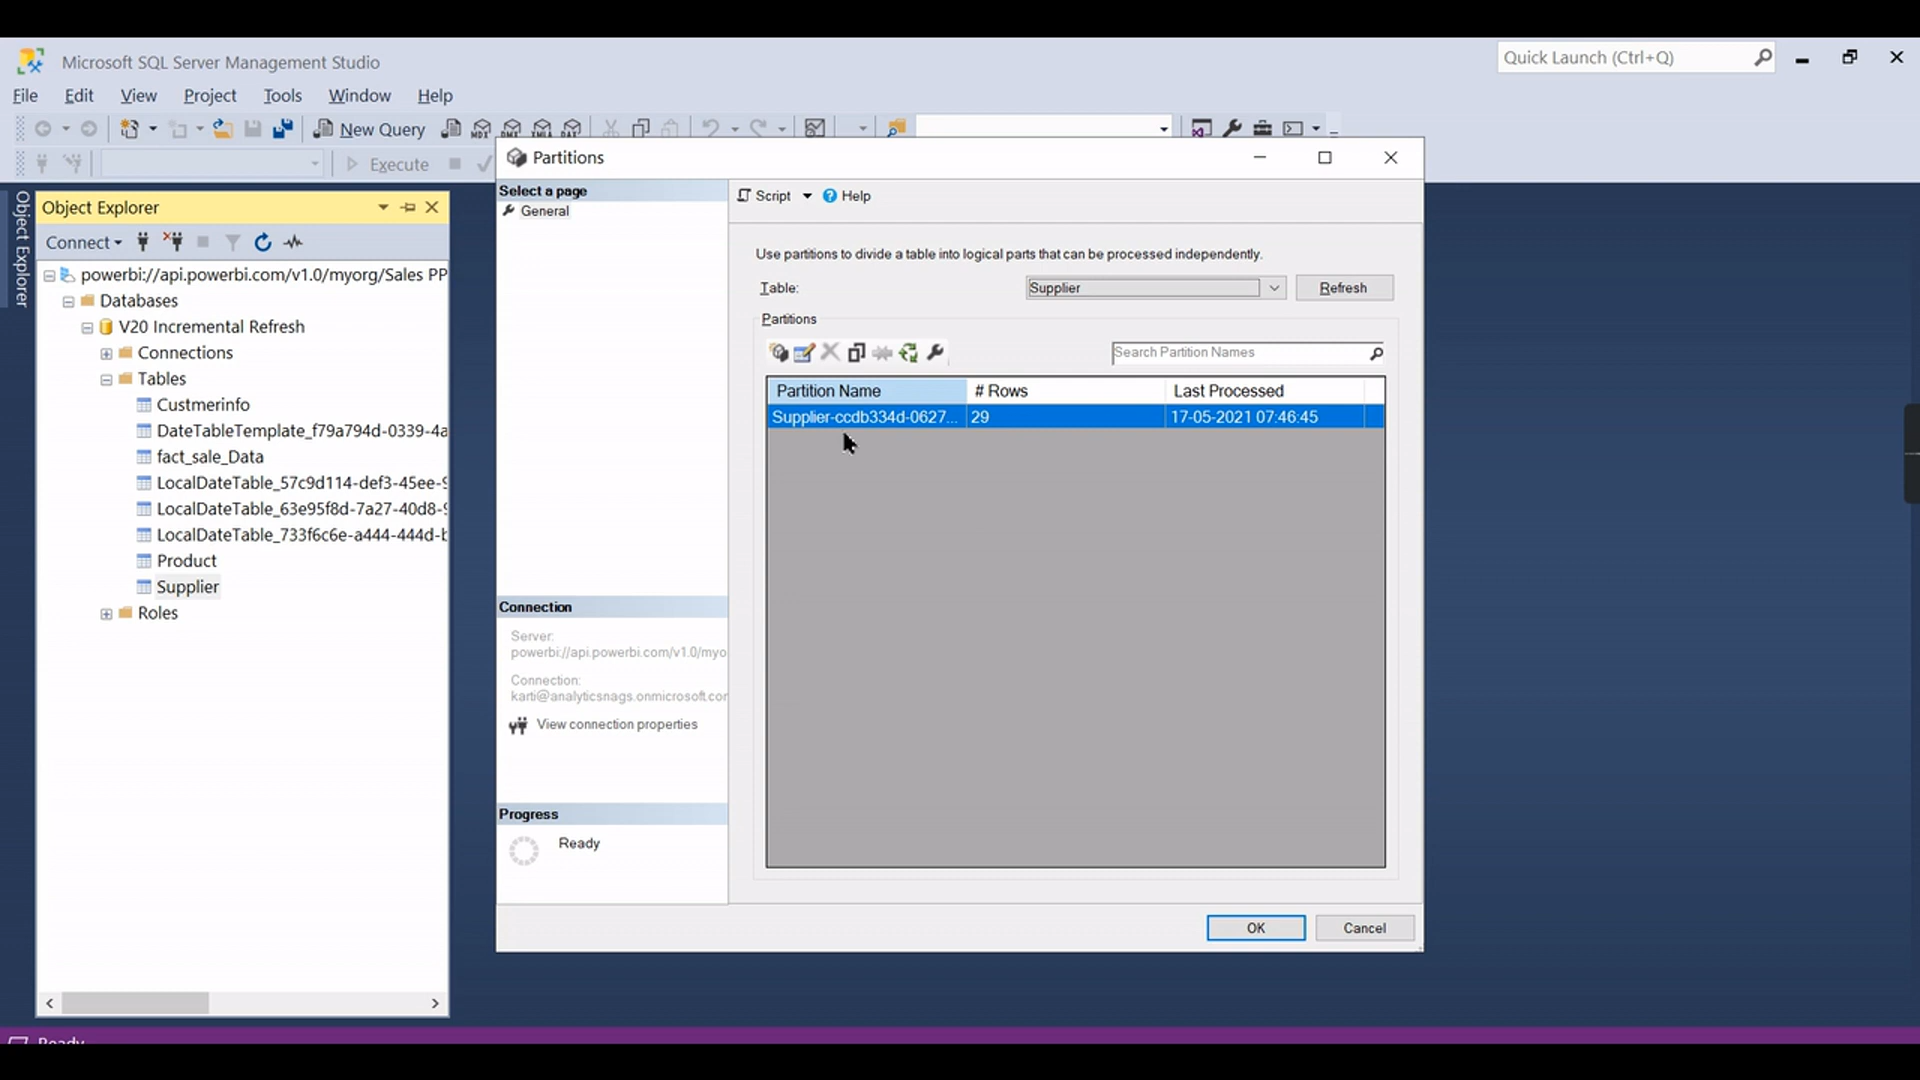 Microsoft SQL Server Management Studio
Quick Launch (Ctrl+Q)
File Edit View Project Tools Window Help
New Query
Execute
Object Explorer
Object Explorer
Connect
powerbi://api.powerbi.com/v1.0/myorg/Sales PP
Databases
V20 Incremental Refresh
Connections
Tables
Custmerinfo
DateTableTemplate_f79a794d-0339-4a
fact_sale_Data
LocalDateTable_57c9d114-def3-45ee-9
LocalDateTable_63e95f8d-7a27-40d8-9
LocalDateTable_733f6c6e-a444-444d-b
Product
Supplier
Roles
Partitions
Select a page
General
Script Help
Use partitions to divide a table into logical parts that can be processed independently.
Table: Supplier Refresh
Partitions
Search Partition Names
Partition Name # Rows Last Processed
Supplier-ccdb334d-0627... 29 17-05-2021 07:46:45
Connection
Server:
powerbi://api.powerbi.com/v1.0/myo
Connection:
karti@analyticsnags.onmicrosoft.cor
View connection properties
Progress
Ready
OK Cancel
Ready